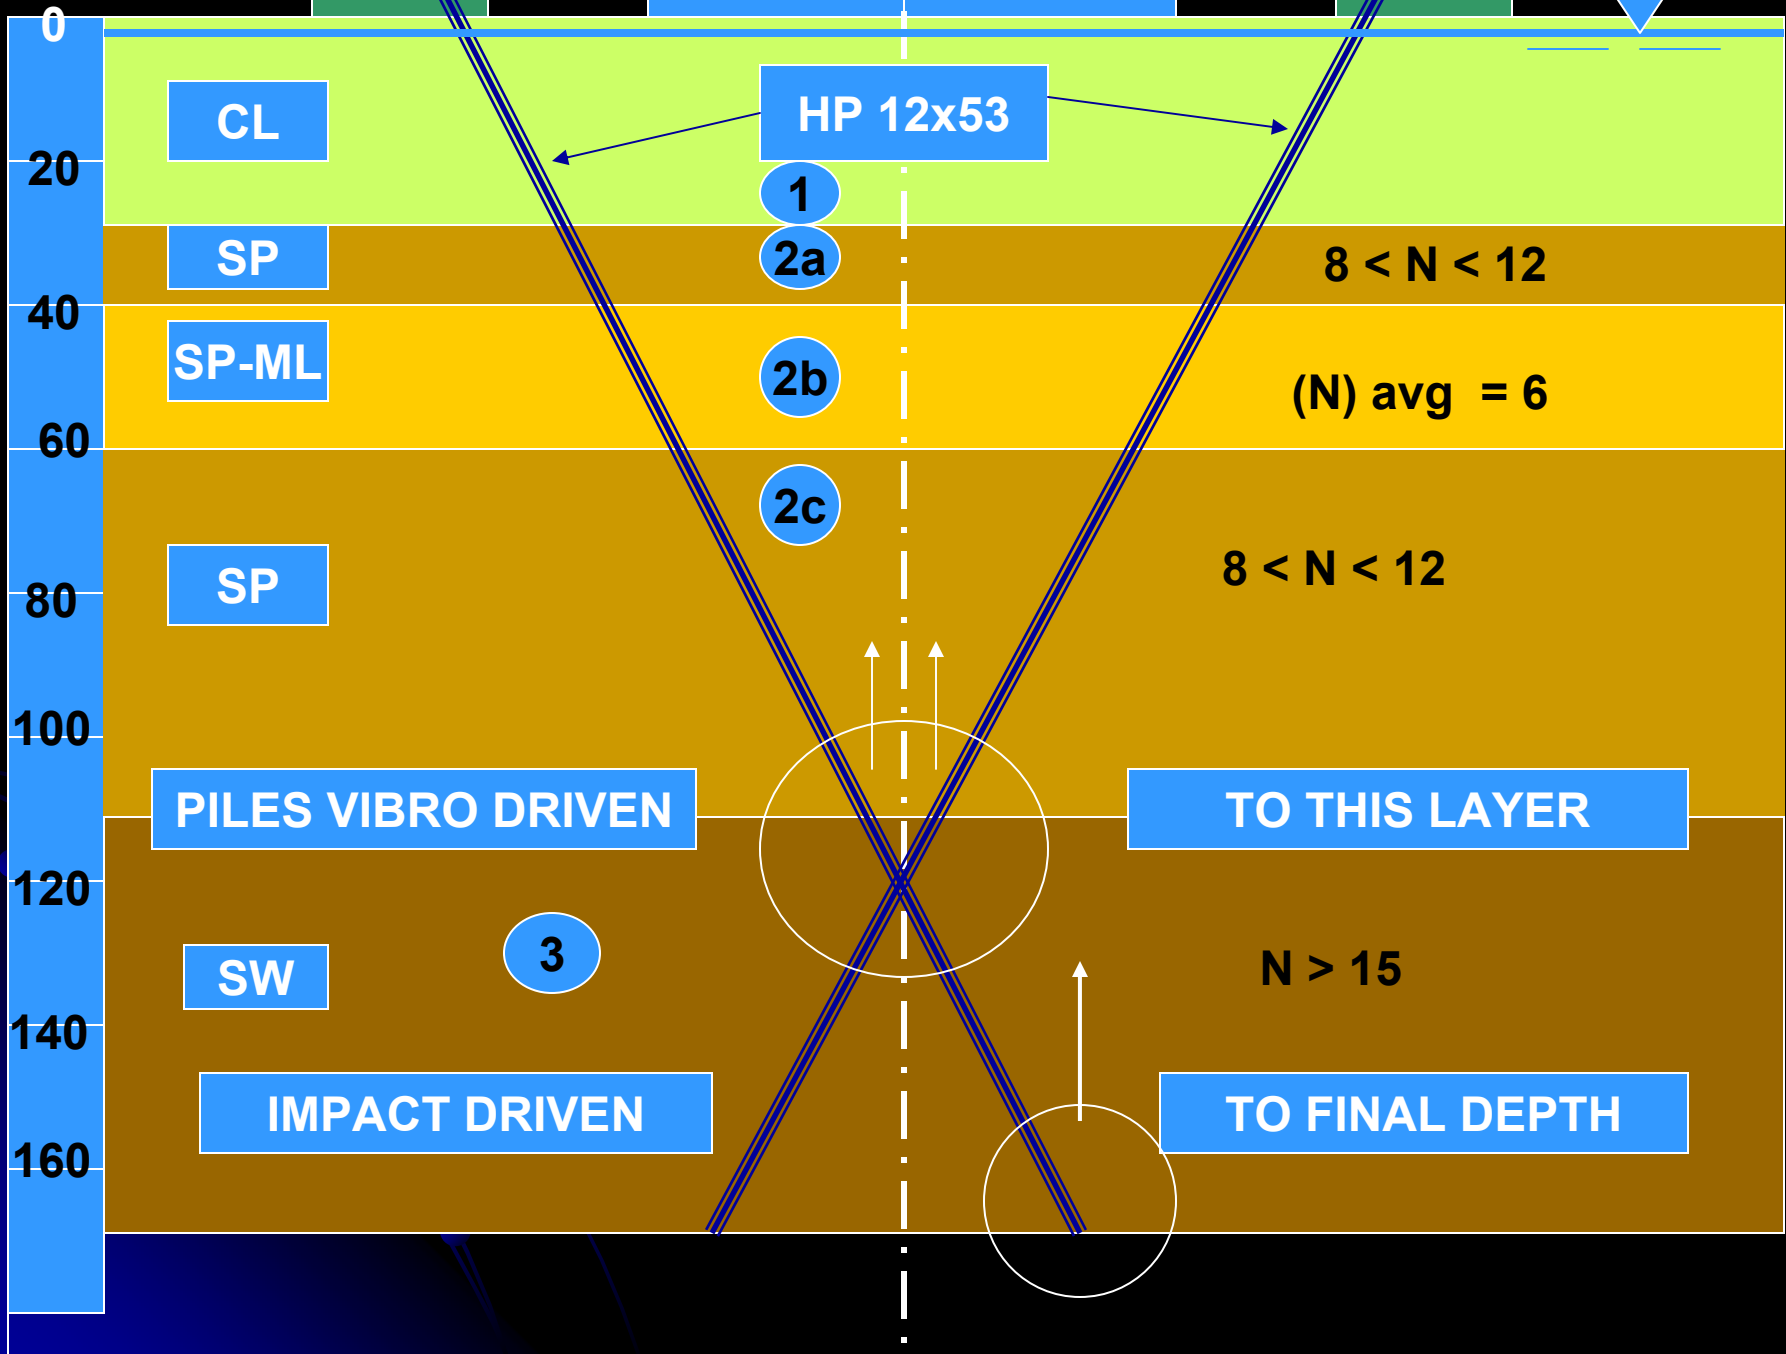 0
CL
HP 12x53
20
1
SP
2a
8 < N < 12
40
SP-ML
2b
(N) avg = 6
60
2c
SP
8 < N < 12
80
100
PILES VIBRO DRIVEN
TO THIS LAYER
120
3
SW
N > 15
140
IMPACT DRIVEN
TO FINAL DEPTH
160